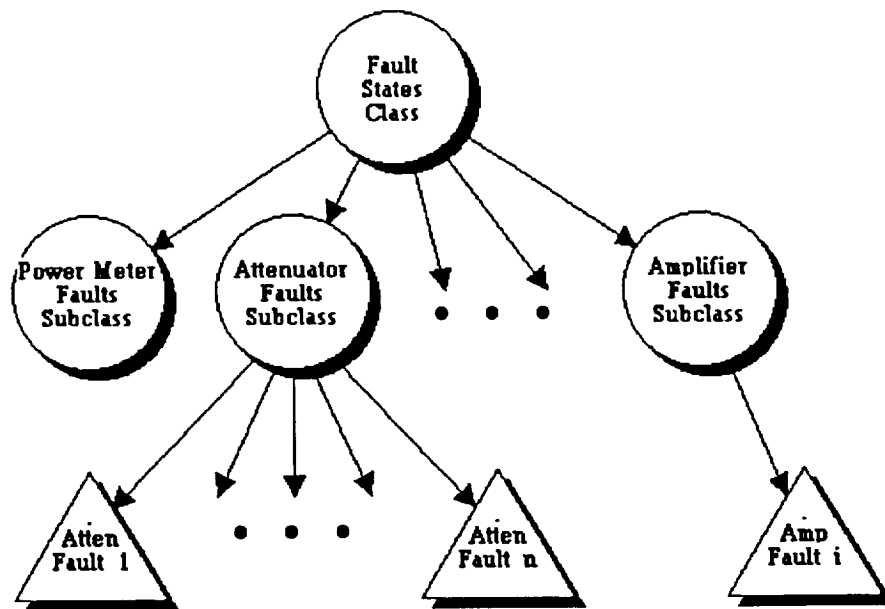 Fault
States
Class
Power Meter
Faults
Subclass
Attenuator
Faults
Subclass
Amplifier
Faults
Subclass
Atten
Fault 1
Atten
Fault n
Amp
Fault i